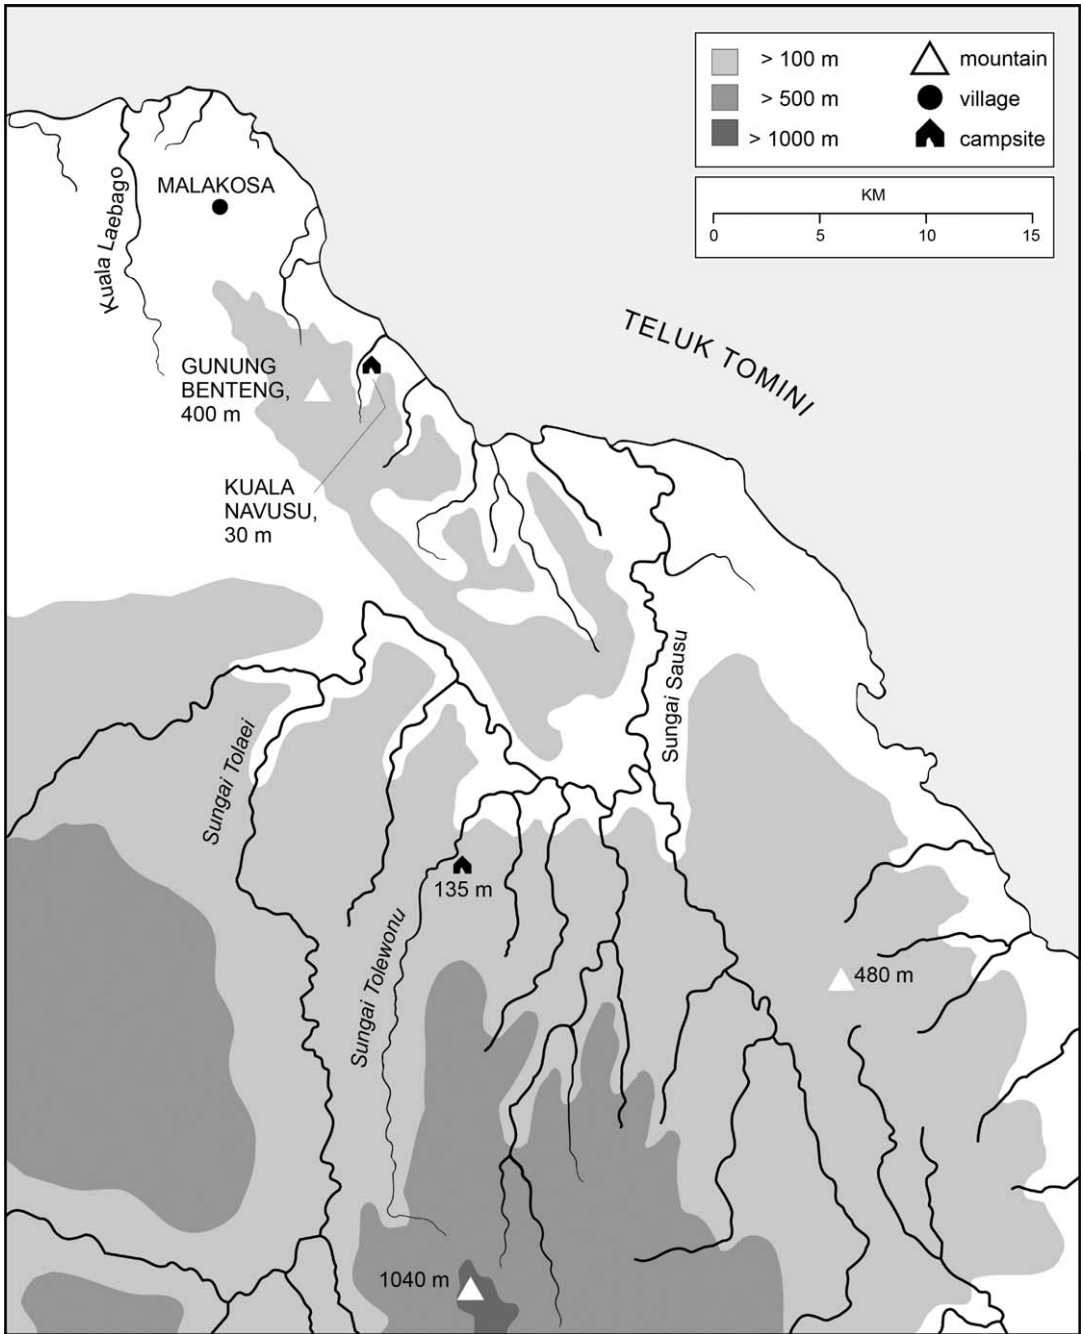 > 100 m
mountain
> 500 m
village
> 1000 m
campsite
KM
0
5
10
15
MALAKOSA
Kuala Laebago
TELUK TOMINI
GUNUNG
BENTENG,
400 m
KUALA
NAVUSU,
30 m
Sungai Sausu
Sungai Tolaei
135 m
Sungai Tolewonu
480 m
1040 m